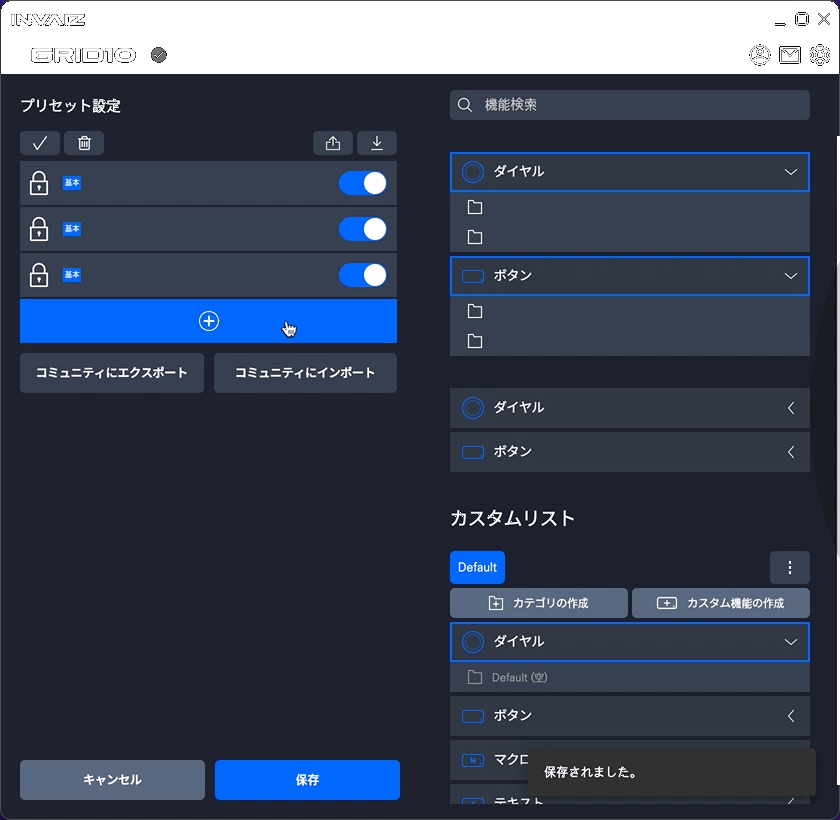 INVAIZ
GRID10
プリセット設定
基本
基本
基本
コミュニティにエクスポート
コミュニティにインポート
キャンセル
保存
機能検索
ダイヤル
ボタン
ダイヤル
ボタン
カスタムリスト
Default
カテゴリの作成
カスタム機能の作成
ダイヤル
Default (空)
ボタン
M
マクロ
保存されました。
テキスト